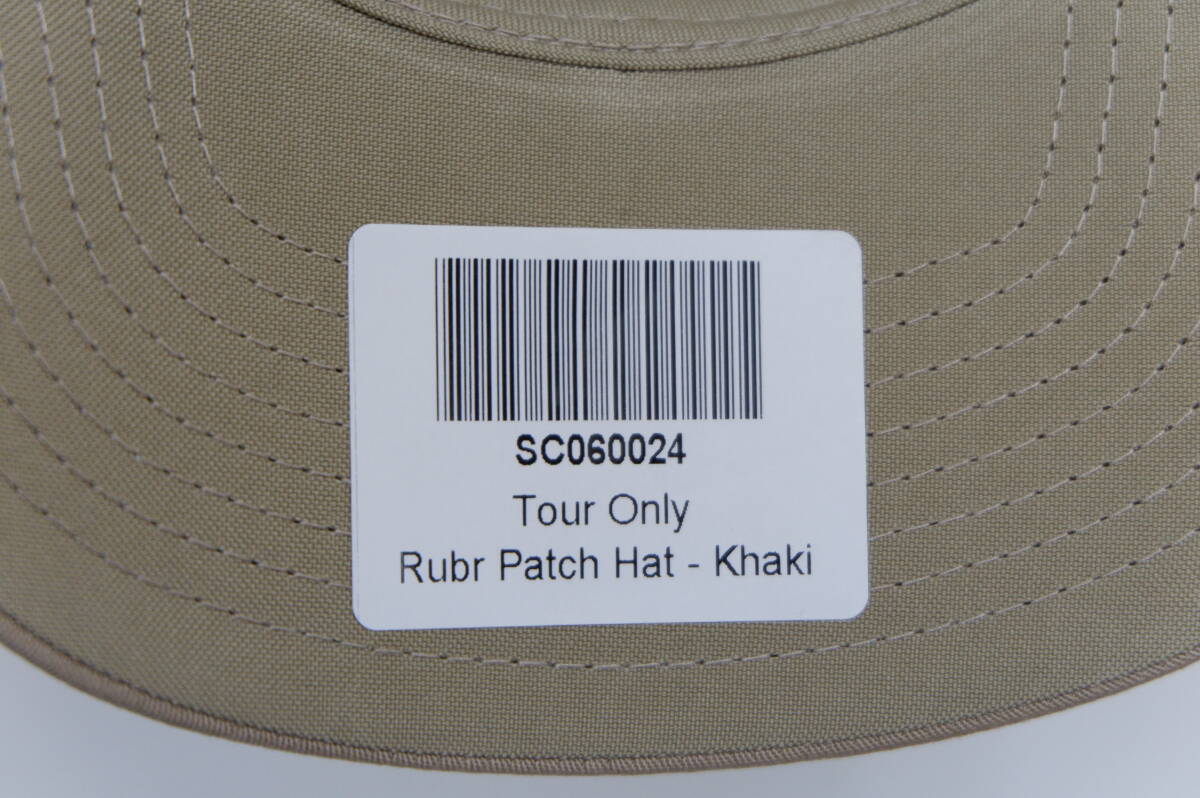 SC060024
Tour Only
Rubr Patch Hat - Khaki